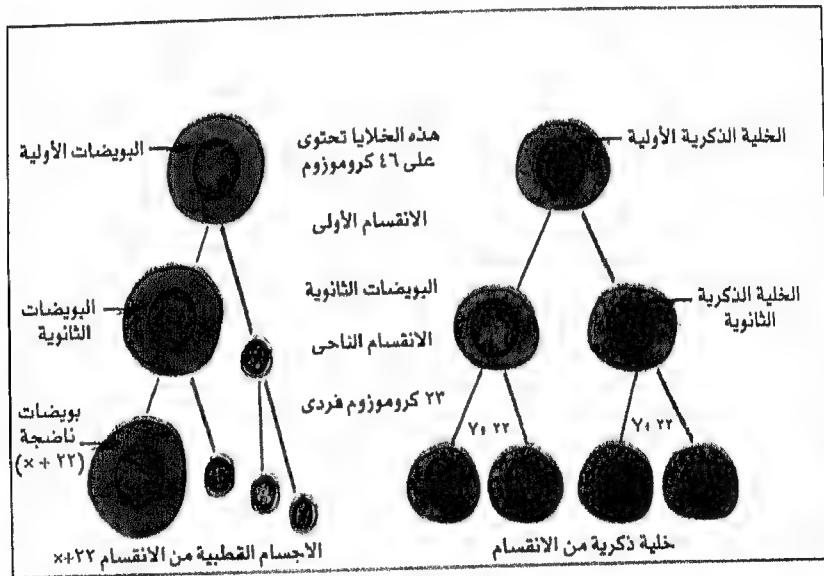 الخلية الذكرية الأولية
هذه الخلايا تحتوى
على ٤٦ كروموزوم
البويضات الأولية
الانقسام الأولى
الخلية الذكرية
الثانوية
البويضات الثانوية
البويضات
الثانوية
الانقسام الناحى
٢٣ كروموزوم فردى
بويضات
ناضجة
(٢٢ + x)
٢٢ ، Y
٢٢ ، Y
خلية ذكرية من الانقسام
الاجسام القطبية من الانقسام ٢٢+x